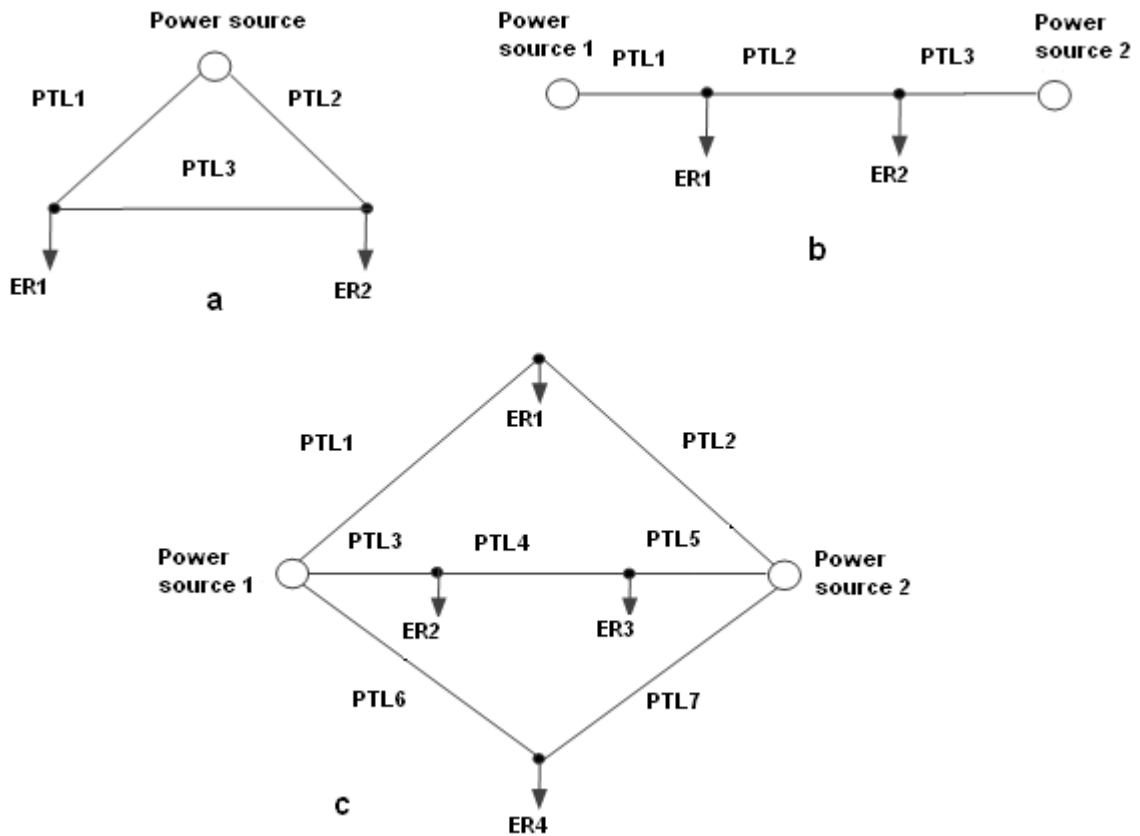 Power source
PTL1
PTL2
PTL3
ER1
ER2
a
Power
source 1
PTL1
PTL2
PTL3
Power
source 2
ER1
ER2
b
ER1
PTL1
PTL2
PTL3
PTL4
PTL5
Power
source 1
Power
source 2
ER2
ER3
PTL6
PTL7
c
ER4